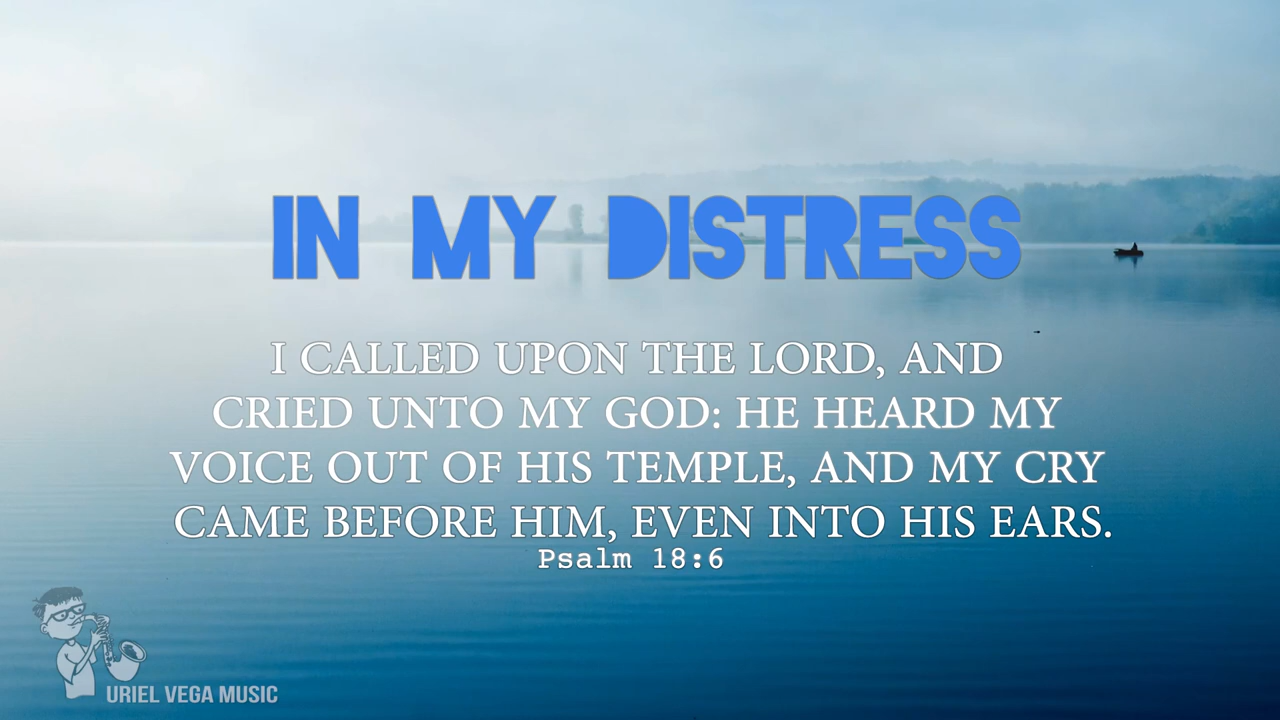 IN MY DISTRESS
I CALLED UPON THE LORD, AND
CRIED UNTO MY GOD: HE HEARD MY
VOICE OUT OF HIS TEMPLE, AND MY CRY
CAME BEFORE HIM, EVEN INTO HIS EARS.
Psalm 18:6
URIEL VEGA MUSIC